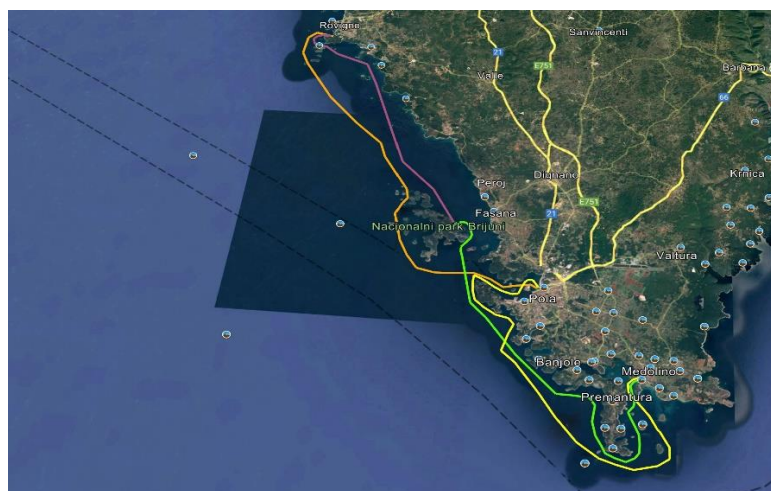 Rovigno
Sanvincenti
21
E751
Valle
Barbana
66
Krnica
Dignano
Peroj
Fasana
21
E751
Nacionalni park Brijuni
Valtura
Pola
Banjole
Medolino
Premantura